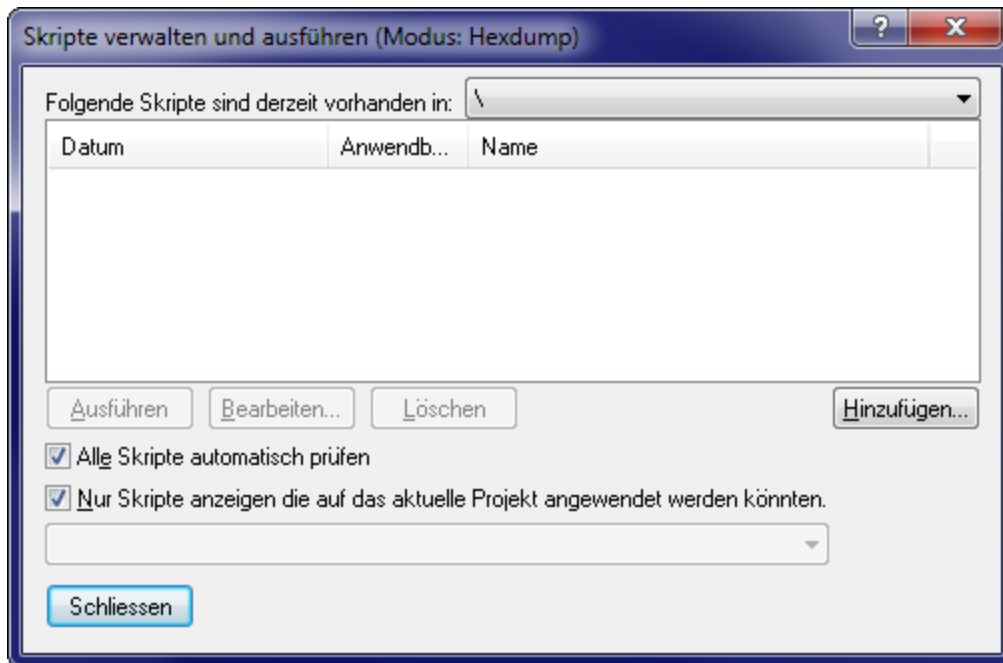 Skripte verwalten und ausführen (Modus: Hexdump)
?
Folgende Skripte sind derzeit vorhanden in: \
Datum Anwendb... Name
Ausführen Bearbeiten... Löschen Hinzufügen...
Alle Skripte automatisch prüfen
Nur Skripte anzeigen die auf das aktuelle Projekt angewendet werden könnten.
Schliessen